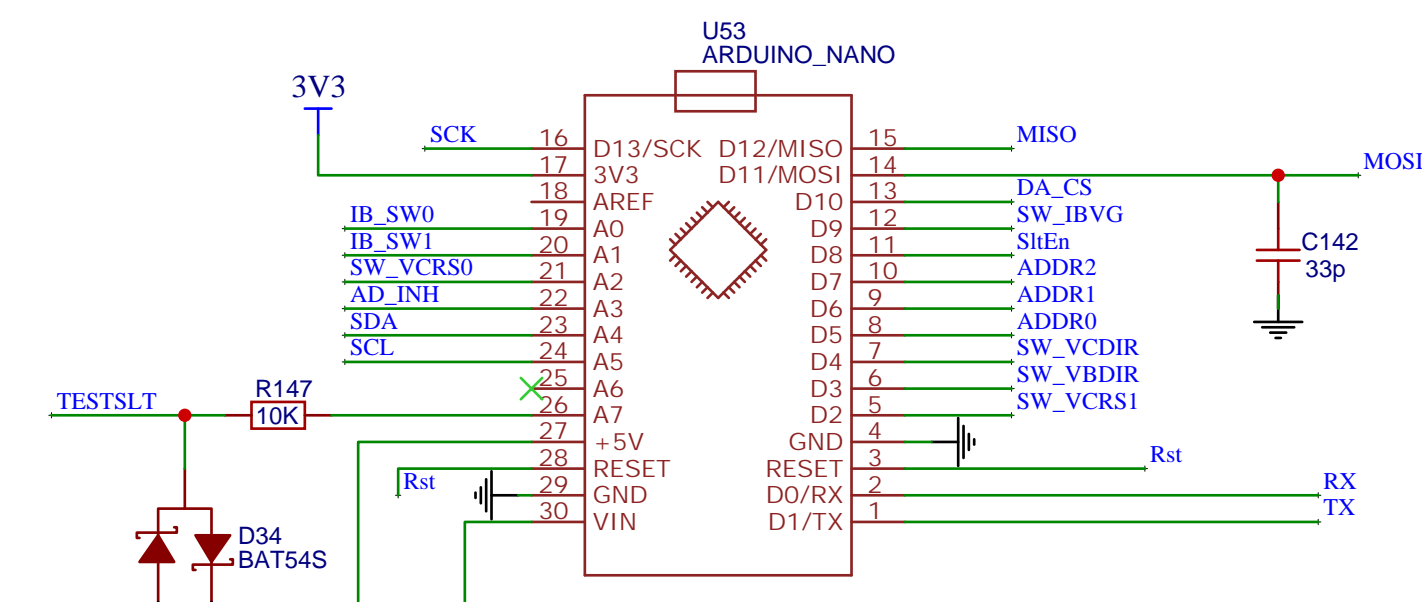 U53
ARDUINO_NANO
3V3
SCK 16 D13/SCK D12/MISO 15 MISO
17 3V3 D11/MOSI 14 MOSI
18 AREF D10 13 DA_CS
IB_SW0 19 A0 D9 12 SW_IBVG
IB_SW1 20 A1 D8 11 SltEn
SW_VCRS0 21 A2 D7 10 ADDR2
AD_INH 22 A3 D6 9 ADDR1
SDA 23 A4 D5 8 ADDR0
SCL 24 A5 D4 7 SW_VCDIR
25 A6 D3 6 SW_VBDIR
TESTSLT R147 10K 26 A7 D2 5 SW_VCRS1
27 +5V GND 4
Rst 28 RESET RESET 3 Rst
29 GND D0/RX 2 RX
30 VIN D1/TX 1 TX
C142
33p
D34
BAT54S